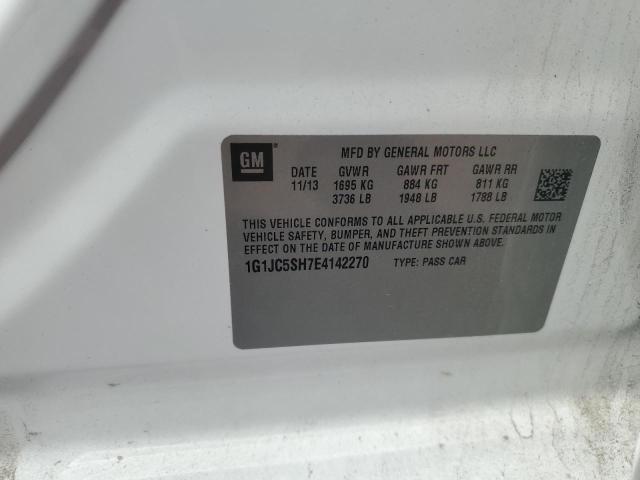 GM
MFD BY GENERAL MOTORS LLC
DATE GVWR GAWR FRT GAWR RR
11/13 1695 KG 884 KG 811 KG
3736 LB 1948 LB 1788 LB
THIS VEHICLE CONFORMS TO ALL APPLICABLE U.S. FEDERAL MOTOR
VEHICLE SAFETY, BUMPER, AND THEFT PREVENTION STANDARDS IN
EFFECT ON THE DATE OF MANUFACTURE SHOWN ABOVE.
1G1JC5SH7E4142270 TYPE: PASS CAR